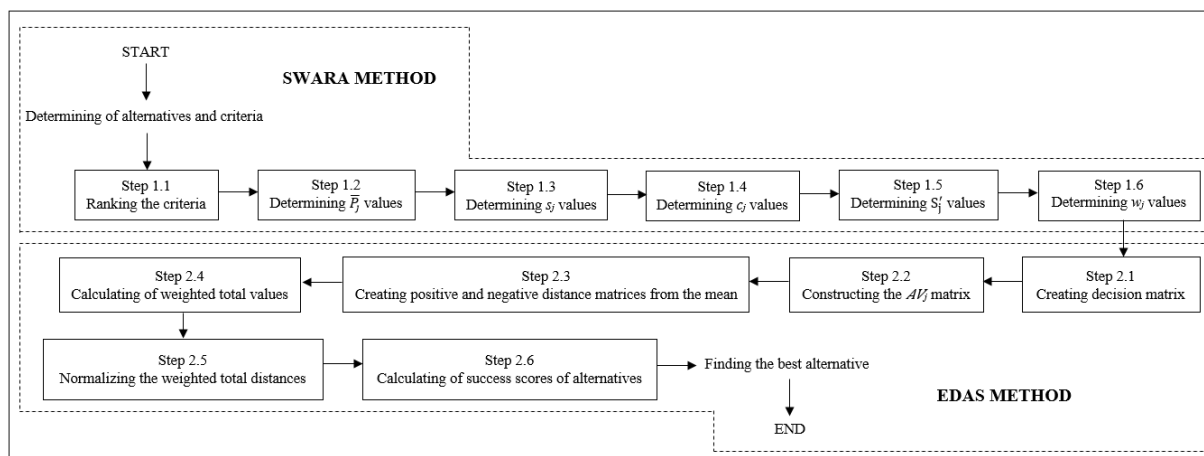 START
SWARA METHOD
Determining of alternatives and criteria
Step 1.1
Ranking the criteria
Step 1.2
Determining P̅ⱼ values
Step 1.3
Determining sⱼ values
Step 1.4
Determining cⱼ values
Step 1.5
Determining S′ⱼ values
Step 1.6
Determining wⱼ values
Step 2.1
Creating decision matrix
Step 2.2
Constructing the AVⱼ matrix
Step 2.3
Creating positive and negative distance matrices from the mean
Step 2.4
Calculating of weighted total values
Step 2.5
Normalizing the weighted total distances
Step 2.6
Calculating of success scores of alternatives
Finding the best alternative
EDAS METHOD
END